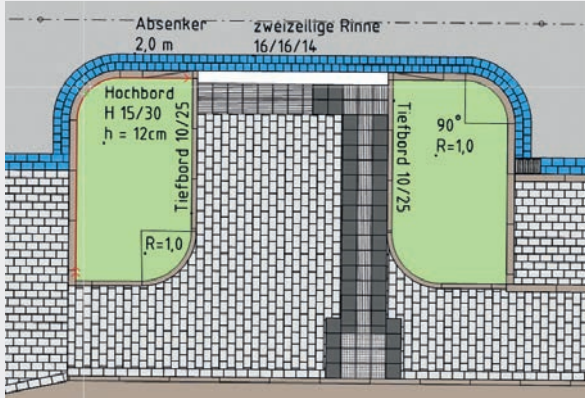 Absenker
2,0 m
zweizeilige Rinne
16/16/14
Hochbord
H 15/30
h = 12cm
Tiefbord 10/25
R=1,0
Tiefbord 10/25
90°
R=1,0